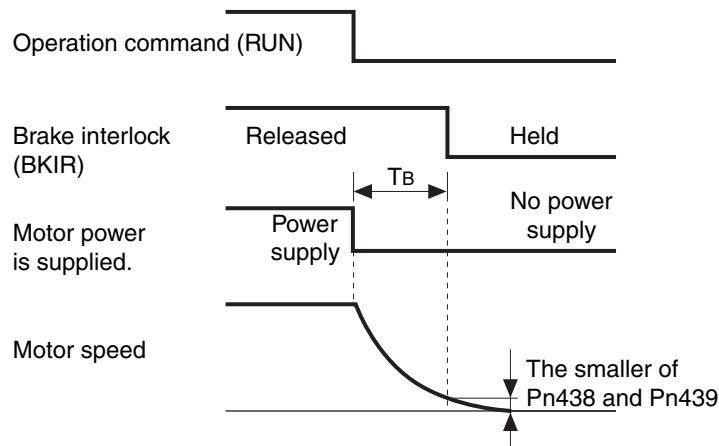 Operation command (RUN)
Brake interlock
(BKIR)
Released
Held
TB
Motor power
is supplied.
Power
supply
No power
supply
Motor speed
The smaller of
Pn438 and Pn439